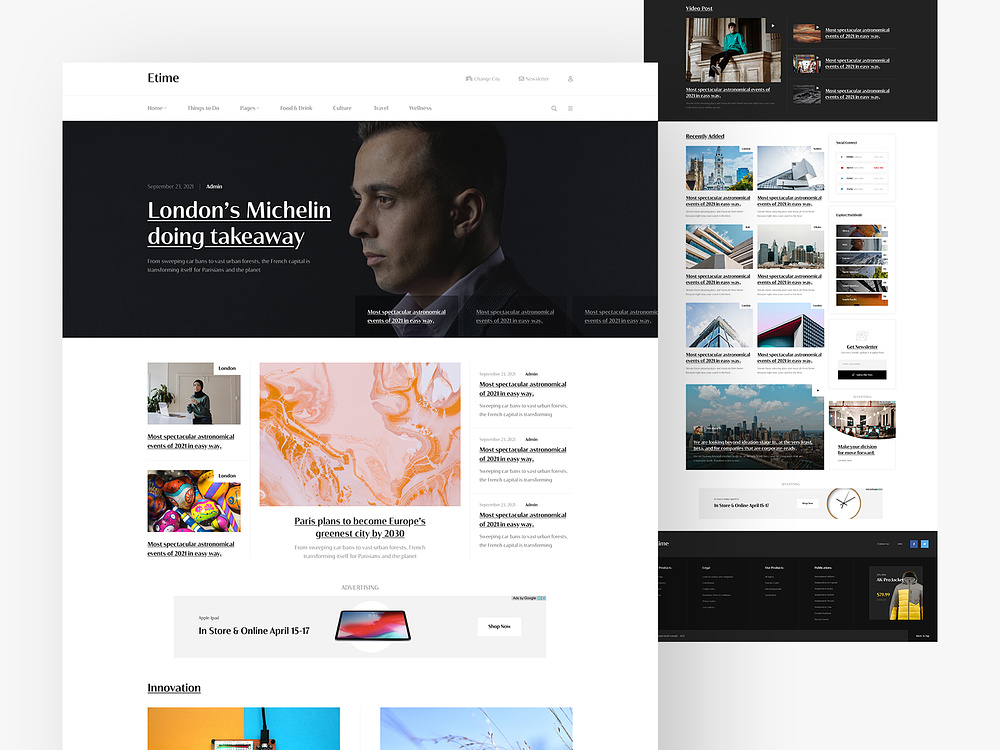 Etime
Change City
Newsletter
Home
Things to Do
Pages
Food & Drink
Culture
Travel
Wellness
September 23, 2021 | Admin
London's Michelin
doing takeaway
From sweeping car bans to vast urban forests, the French capital is
transforming itself for Parisians and the planet
Most spectacular astronomical
events of 2021 in easy way,
Most spectacular astronomical
events of 2021 in easy way,
Most spectacular astronomic
events of 2021 in easy way,
London
Most spectacular astronomical
events of 2021 in easy way,
London
Most spectacular astronomical
events of 2021 in easy way,
Paris plans to become Europe's
greenest city by 2030
From sweeping car bans to vast urban forests, French
transforming itself for Parisians and the planet
September 23, 2021 Admin
Most spectacular astronomical
of 2021 in easy way,
Sweeping car bans to vast urban forests,
the French capital is transforming
September 23, 2021 Admin
Most spectacular astronomical
of 2021 in easy way,
Sweeping car bans to vast urban forests,
the French capital is transforming
September 23, 2021 Admin
Most spectacular astronomical
of 2021 in easy way,
Sweeping car bans to vast urban forests,
the French capital is transforming
ADVERTISING
Ads by Google
Apple Ipad
In Store & Online April 15-17
Shop Now
Innovation
Video Post
Most spectacular astronomical events of
2021 in easy way,
Most spectacular astronomical
events of 2021 in easy way,
Most spectacular astronomical
events of 2021 in easy way,
Most spectacular astronomical
events of 2021 in easy way,
Recently Added
Most spectacular astronomical
events of 2021 in easy way,
Most spectacular astronomical
events of 2021 in easy way,
Most spectacular astronomical
events of 2021 in easy way,
Most spectacular astronomical
events of 2021 in easy way,
Most spectacular astronomical
events of 2021 in easy way,
Most spectacular astronomical
events of 2021 in easy way,
We are looking beyond ideation stage to, at the very least,
beta, and for companies that are corporate-ready.
Social Connect
Explore Worldwide
Get Newsletter
Subscribe Now
ADVERTISING
Make your division
for move forward.
ADVERTISING
In Store & Online April 15-17
Shop Now
ime
Products
Legal
Our Products
Publications
AK Pro Jacket
$79.99
Back To Top